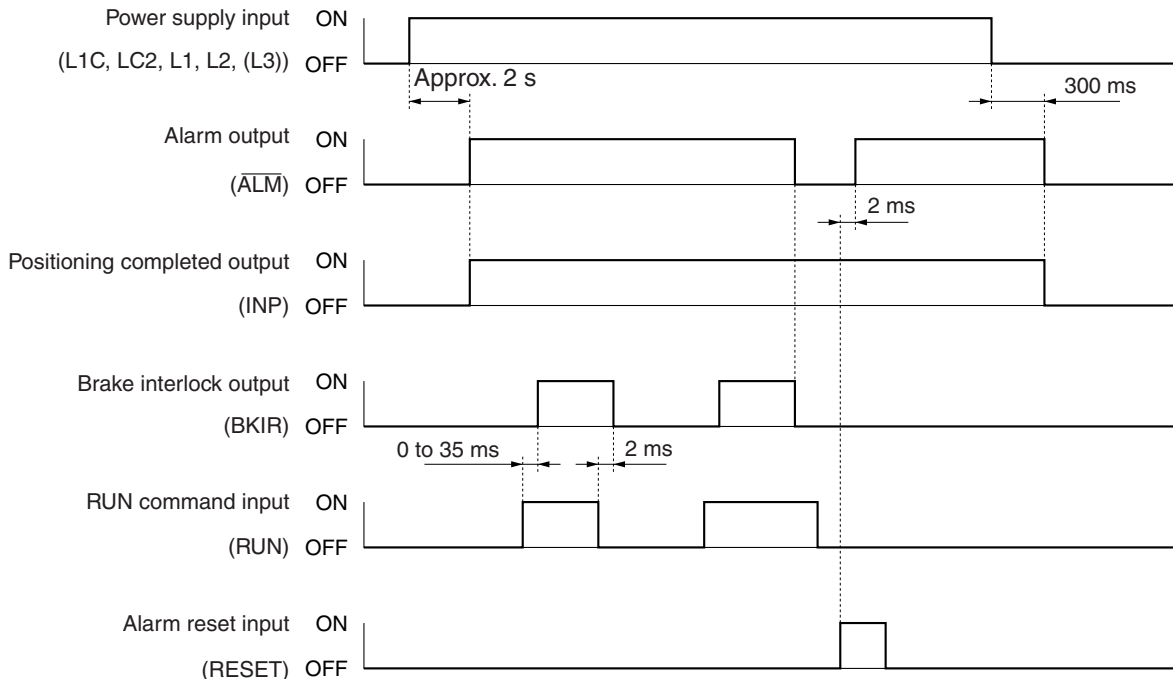 Power supply input ON
(L1C, LC2, L1, L2, (L3)) OFF
Approx. 2 s
300 ms
Alarm output ON
(ALM) OFF
2 ms
Positioning completed output ON
(INP) OFF
Brake interlock output ON
(BKIR) OFF
0 to 35 ms 2 ms
RUN command input ON
(RUN) OFF
Alarm reset input ON
(RESET) OFF